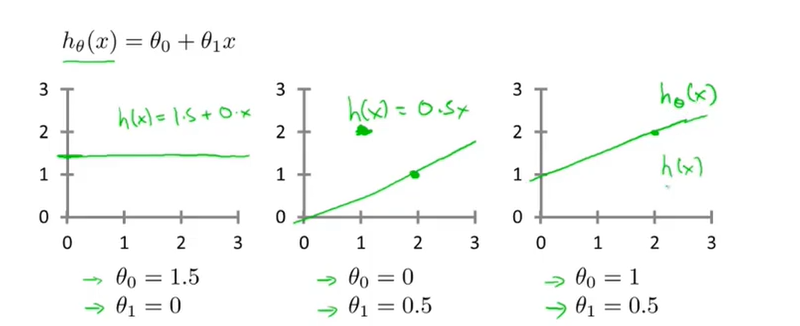 h_θ(x) = θ₀ + θ₁x
h(x) = 1.5 + 0·x
3
2
1
0
0 1 2 3
→ θ₀ = 1.5
→ θ₁ = 0
h(x) = 0.5x
3
2
1
0
0 1 2 3
→ θ₀ = 0
→ θ₁ = 0.5
h_θ(x)
h(x)
3
2
1
0
0 1 2 3
→ θ₀ = 1
→ θ₁ = 0.5